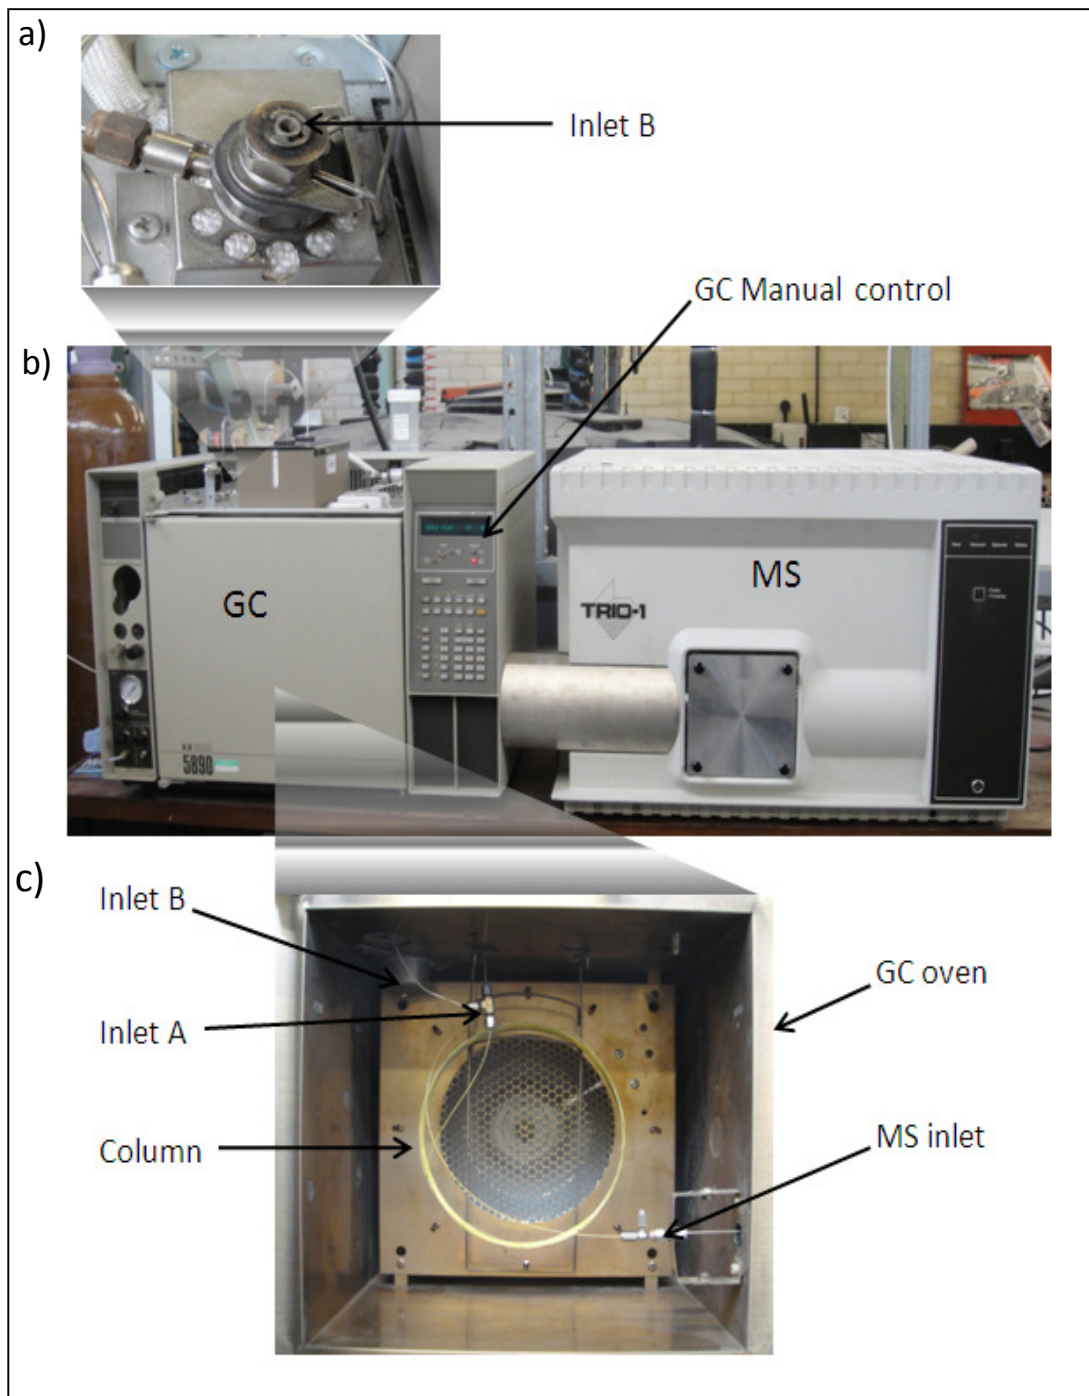 a)
Inlet B
GC Manual control
b)
GC
MS
TRIO-1
5890
c)
Inlet B
Inlet A
GC oven
Column
MS inlet